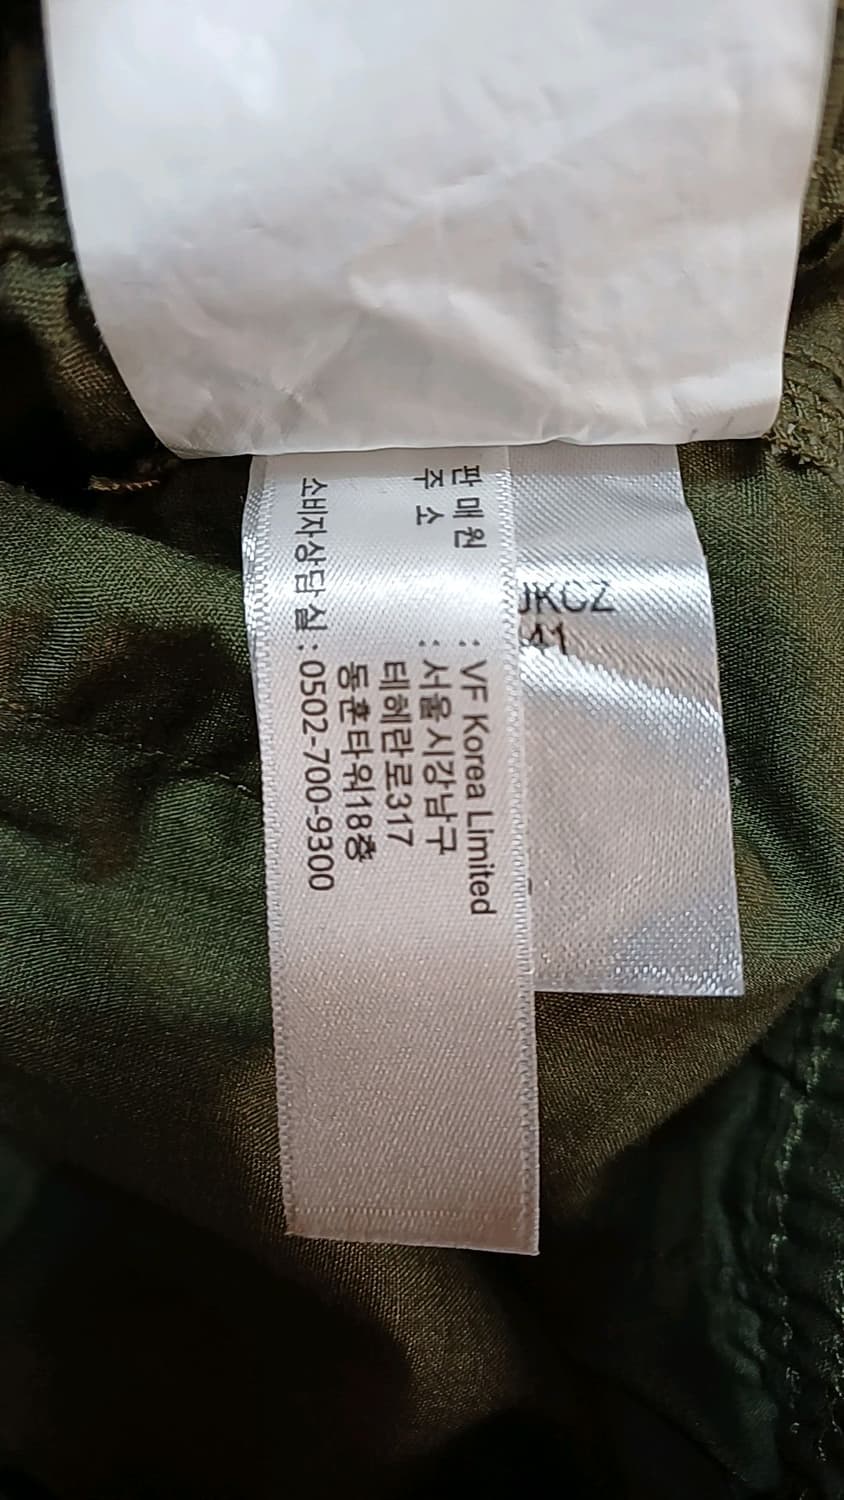 판 매 원 : VF Korea Limited
주 소 : 서울시강남구
테헤란로317
동훈타워18층
소비자상담실 : 0502-700-9300
JKCZ
41